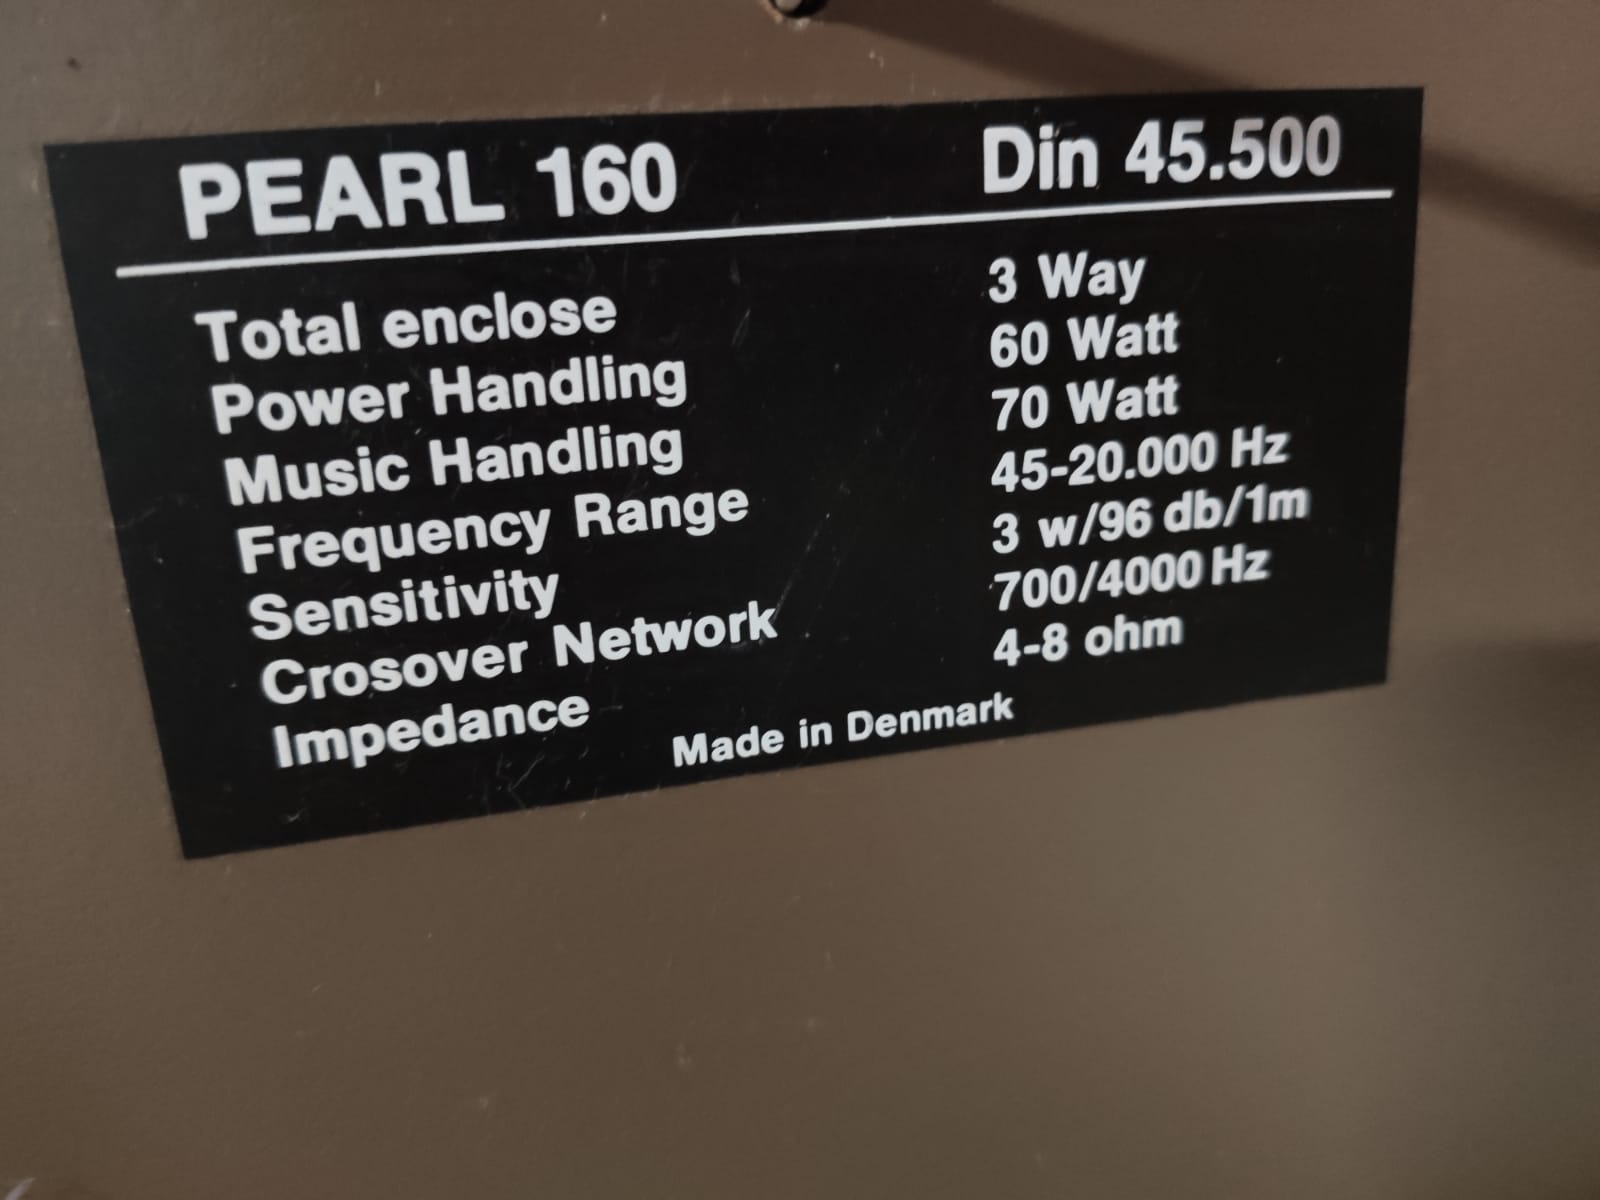 PEARL 160 Din 45.500
Total enclose 3 Way
Power Handling 60 Watt
Music Handling 70 Watt
Frequency Range 45-20.000 Hz
Sensitivity 3 w/96 db/1m
Crosover Network 700/4000 Hz
Impedance 4-8 ohm
Made in Denmark